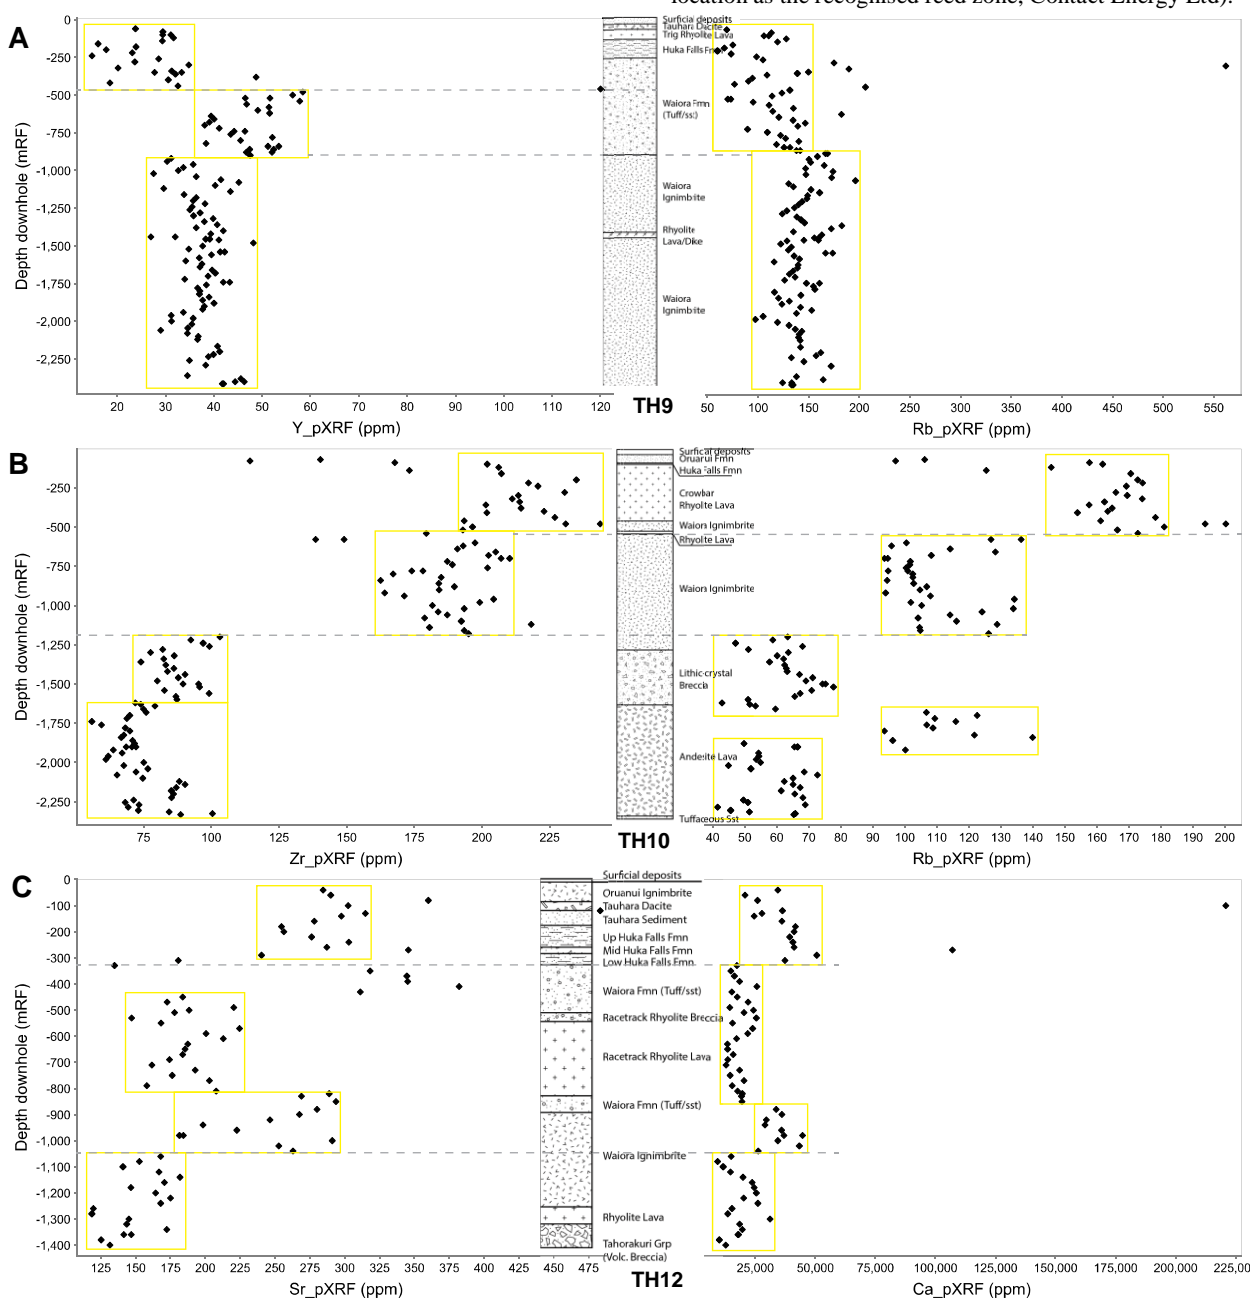 location as the recognised feed zone, Contact Energy Ltd).
A
Depth downhole (mRF)
0
-250
-500
-750
-1,000
-1,250
-1,500
-1,750
-2,000
-2,250
20 30 40 50 60 70 80 90 100 110 120
Y_pXRF (ppm)
Surficial deposits
Tauhara Dacite
Trig Rhyolite Lava
Huka Falls Fmn
Waiora Fmn
(Tuff/sst)
Waiora
Ignimbrite
Rhyolite
Lava/Dike
Waiora
Ignimbrite
TH9
50 100 150 200 250 300 350 400 450 500 550
Rb_pXRF (ppm)
B
Depth downhole (mRF)
-250
-500
-750
-1,000
-1,250
-1,500
-1,750
-2,000
-2,250
75 100 125 150 175 200 225
Zr_pXRF (ppm)
Surfical deposits
Oruanui Fmn
Huka Falls Fmn
Crowbar
Rhyolite Lava
Waiora Ignimbrite
Rhyolite Lava
Waiora Ignimbrite
Lithic-crystal
Breccia
Andesite Lava
Tuffaceous Sst
TH10
40 50 60 70 80 90 100 110 120 130 140 150 160 170 180 190 200
Rb_pXRF (ppm)
C
Depth downhole (mRF)
0
-100
-200
-300
-400
-500
-600
-700
-800
-900
-1,000
-1,100
-1,200
-1,300
-1,400
125 150 175 200 225 250 275 300 325 350 375 400 425 450 475
Sr_pXRF (ppm)
Surficial deposits
Oruanui Ignimbrite
Tauhara Dacite
Tauhara Sediment
Up Huka Falls Fmn
Mid Huka Falls Fmn
Low Huka Falls Fmn
Waiora Fmn (Tuff/sst)
Racetrack Rhyolite Breccia
Racetrack Rhyolite Lava
Waiora Fmn (Tuff/sst)
Waiora Ignimbrite
Rhyolite Lava
Tahorakuri Grp
(Volc. Breccia)
TH12
25,000 50,000 75,000 100,000 125,000 150,000 175,000 200,000 225,00
Ca_pXRF (ppm)